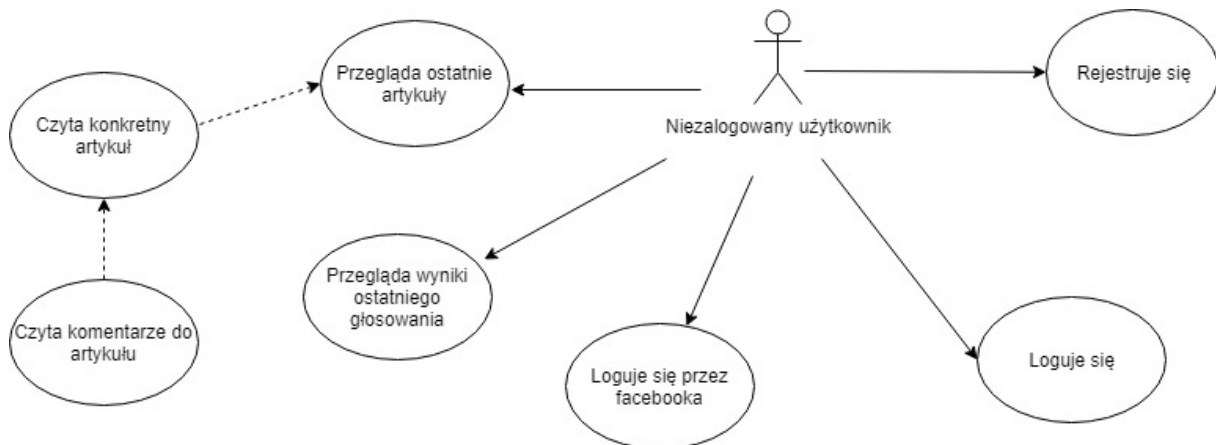 Przegląda ostatnie
artykuły
Rejestruje się
Czyta konkretny
artykuł
Niezalogowany użytkownik
Przegląda wyniki
ostatniego
głosowania
Czyta komentarze do
artykułu
Loguje się przez
facebooka
Loguje się